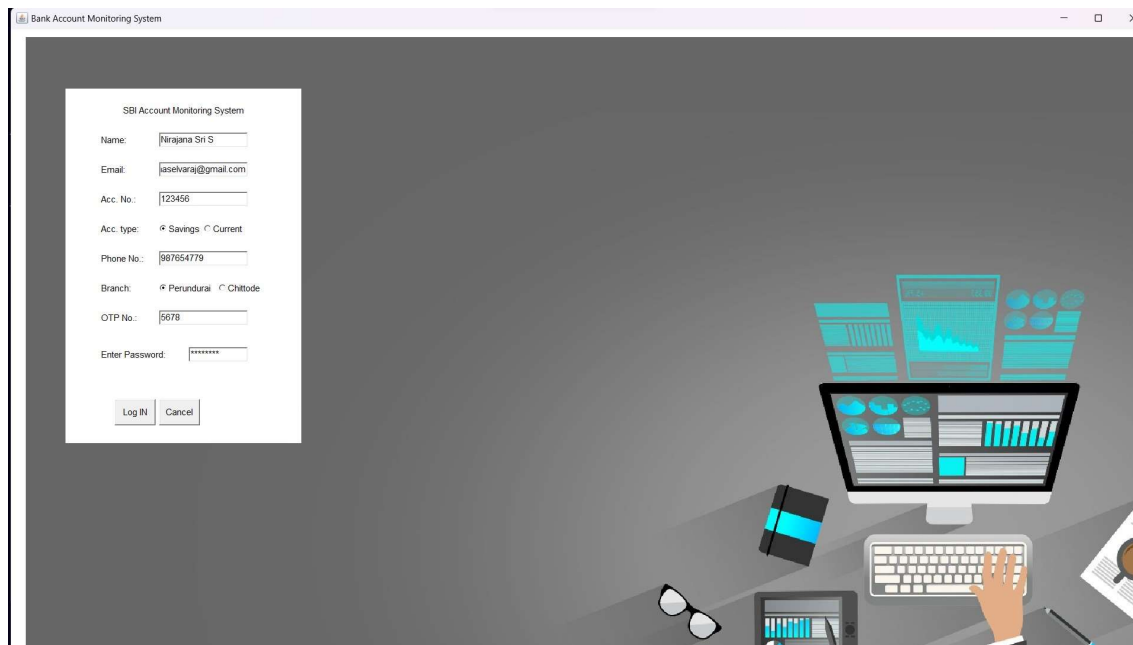 Bank Account Monitoring System
SBI Account Monitoring System
Name: Nirajana Sri S
Email: aselvaraj@gmail.com
Acc. No.: 123456
Acc. type: Savings Current
Phone No.: 987654779
Branch: Perundurai Chittode
OTP No.: 5678
Enter Password: ********
Log IN Cancel